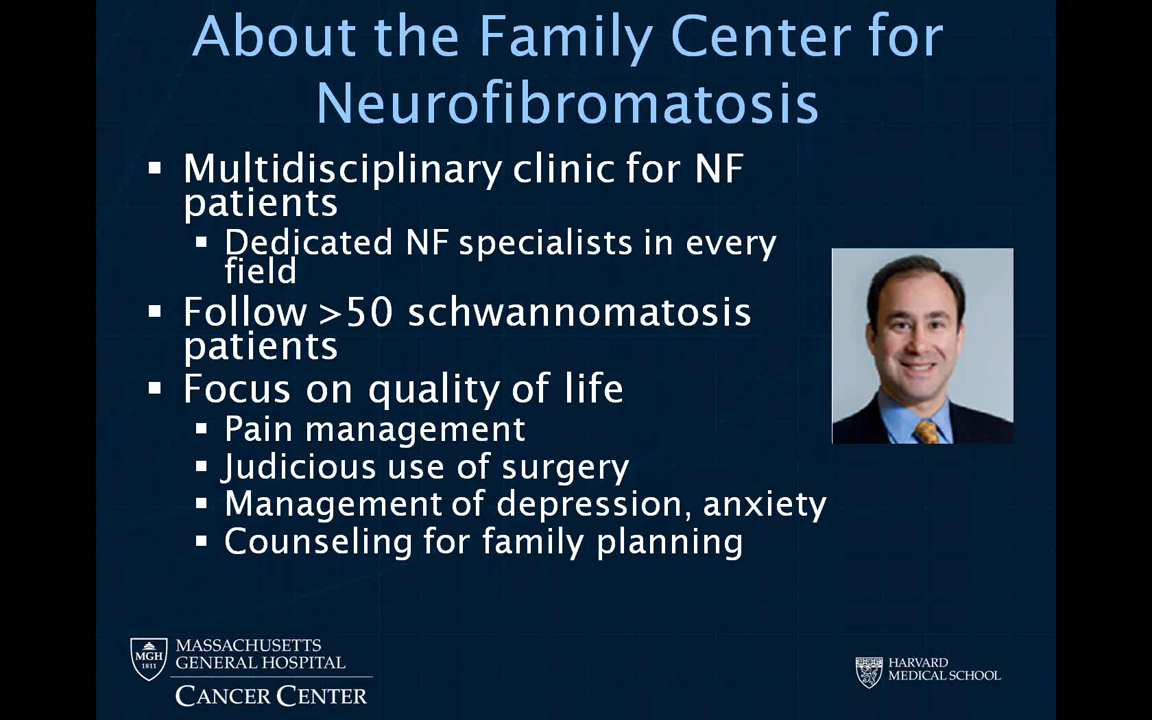 About the Family Center for
Neurofibromatosis
▪ Multidisciplinary clinic for NF
patients
▪ Dedicated NF specialists in every
field
▪ Follow >50 schwannomatosis
patients
▪ Focus on quality of life
▪ Pain management
▪ Judicious use of surgery
▪ Management of depression, anxiety
▪ Counseling for family planning
MGH
1811
MASSACHUSETTS
GENERAL HOSPITAL
CANCER CENTER
HARVARD
MEDICAL SCHOOL